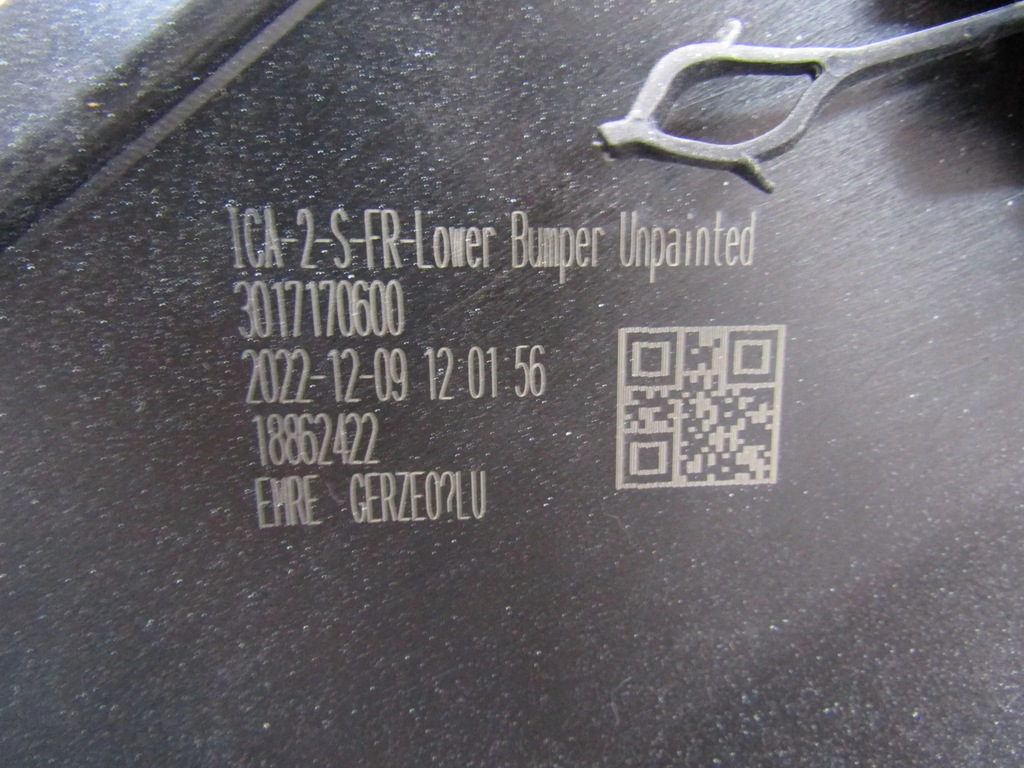 ICA-2-S-FR-Lower Bumper Unpainted
3017170600
2022-12-09 12 01 56
18862422
EMRE GERZEO?LU